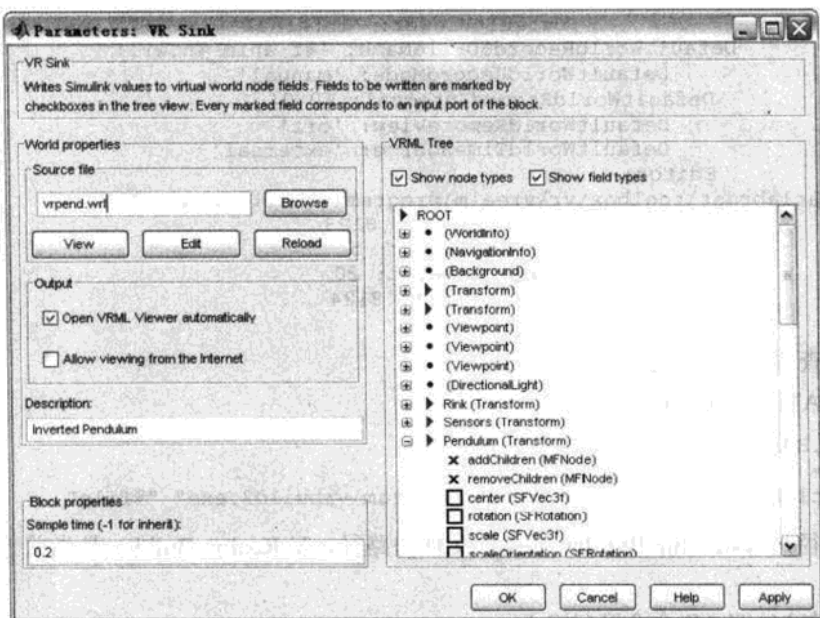 Parameters: VR Sink
VR Sink
Writes Simulink values to virtual world node fields. Fields to be written are marked by
checkboxes in the tree view. Every marked field corresponds to an input port of the block.
World properties
Source file
vrpend.wrl
Browse
View
Edit
Reload
Output
Open VRML Viewer automatically
Allow viewing from the Internet
Description:
Inverted Pendulum
Block properties
Sample time (-1 for inherit):
0.2
VRML Tree
Show node types
Show field types
ROOT
(WorldInfo)
(NavigationInfo)
(Background)
(Transform)
(Transform)
(Viewpoint)
(Viewpoint)
(Viewpoint)
(DirectionalLight)
Rink (Transform)
Sensors (Transform)
Pendulum (Transform)
addChildren (MFNode)
removeChildren (MFNode)
center (SFVec3f)
rotation (SFRotation)
scale (SFVec3f)
scaleOrientation (SFRotation)
OK
Cancel
Help
Apply